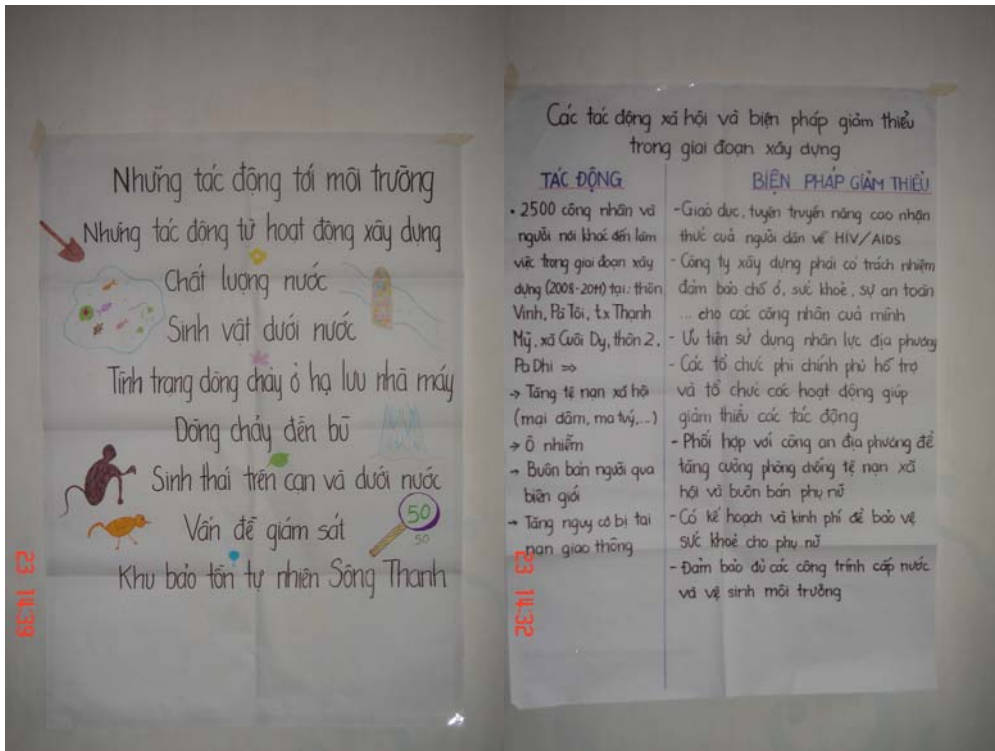 Những tác động tới môi trường
Những tác động từ hoạt động xây dựng
Chất lượng nước
Sinh vật dưới nước
Tình trạng dòng chảy ở hạ lưu nhà máy
Dòng chảy đền bù
Sinh thái trên cạn và dưới nước
Vấn đề giám sát
50
50
Khu bảo tồn tự nhiên Sông Thanh
23 14:39
Các tác động xã hội và biện pháp giảm thiểu
trong giai đoạn xây dựng
TÁC ĐỘNG
• 2500 công nhân và
người nơi khác đến làm
việc trong giai đoạn xây
dựng (2008-2011) tại: thôn
Vinh, Pà Tôi, t.x Thạnh
Mỹ, xã Cuôi Dy, thôn 2,
Pa Dhi =>
→ Tăng tệ nạn xã hội
(mại dâm, ma tuý,...)
→ Ô nhiễm
→ Buôn bán người qua
biên giới
→ Tăng nguy cơ bị tai
nạn giao thông
BIỆN PHÁP GIẢM THIỂU
- Giáo dục, tuyên truyền nâng cao nhận
thức cuả người dân về HIV/AIDS
- Công ty xây dựng phải có trách nhiệm
đảm bảo chỗ ở, sức khoẻ, sự an toàn
... cho các công nhân cuả mình
- Ưu tiên sử dụng nhân lực địa phương
- Các tổ chức phi chính phủ hỗ trợ
và tổ chức các hoạt động giúp
giảm thiểu các tác động
- Phối hợp với công an địa phương để
tăng cường phòng chống tệ nạn xã
hội và buôn bán phụ nữ
- Có kế hoạch và kinh phí để bảo vệ
sức khoẻ cho phụ nữ
- Đảm bảo đủ các công trình cấp nước
và vệ sinh môi trường
23 14:32